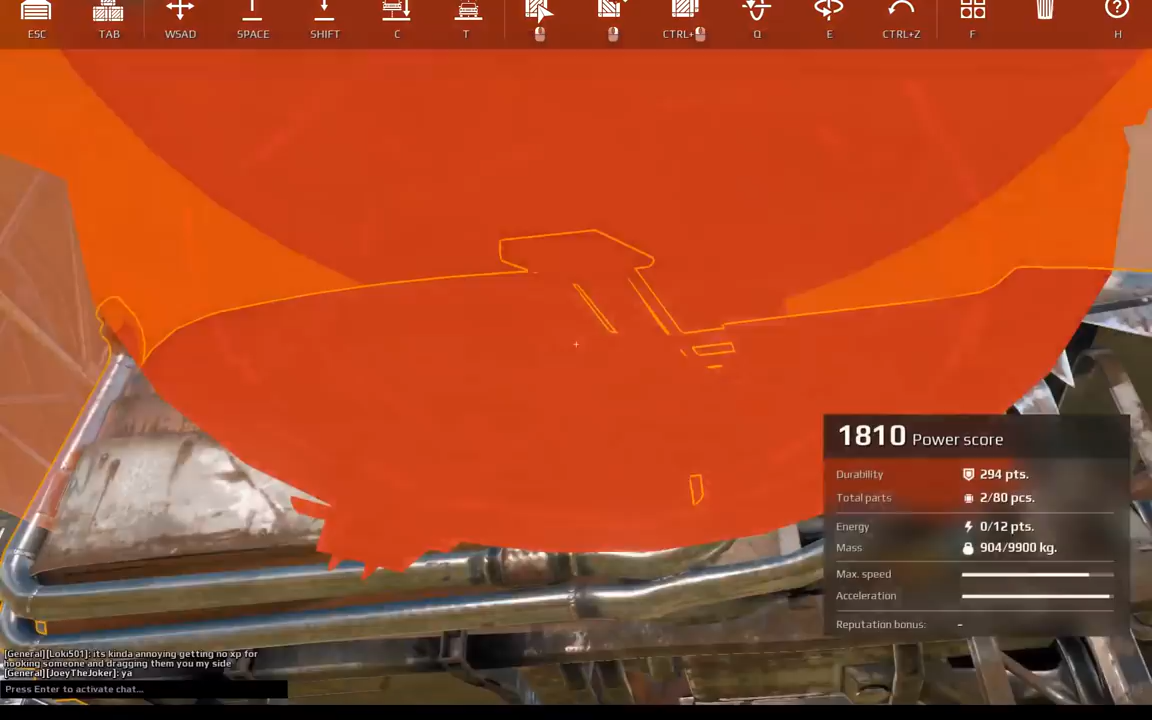 ESC TAB WSAD SPACE SHIFT C T CTRL+ Q E CTRL+Z F H
1810 Power score
Durability 294 pts.
Total parts 2/80 pcs.
Energy 0/12 pts.
Mass 904/9900 kg.
Max. speed
Acceleration
Reputation bonus: -
[General][Loki501]: its kinda annoying getting no xp for
hooking someone and dragging them you my side
[General][JoeyTheJoker]: ya
Press Enter to activate chat...